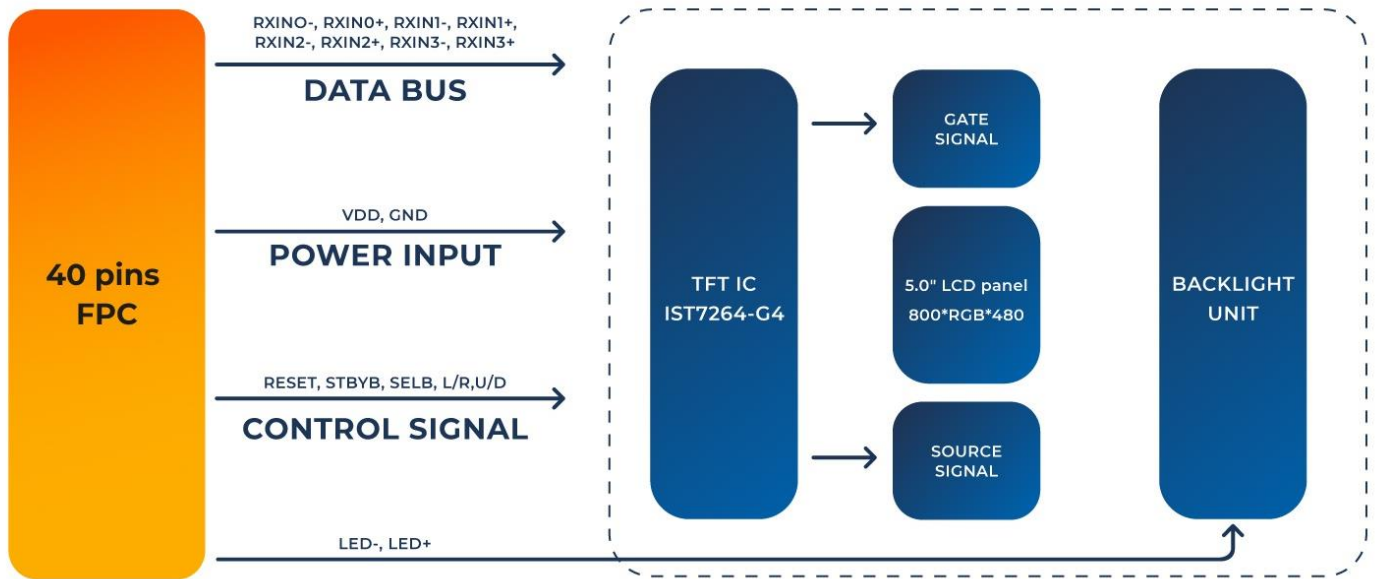 40 pins
FPC
RXINO-, RXIN0+, RXIN1-, RXIN1+,
RXIN2-, RXIN2+, RXIN3-, RXIN3+
DATA BUS
VDD, GND
POWER INPUT
RESET, STBYB, SELB, L/R,U/D
CONTROL SIGNAL
LED-, LED+
TFT IC
IST7264-G4
GATE
SIGNAL
5.0" LCD panel
800*RGB*480
SOURCE
SIGNAL
BACKLIGHT
UNIT